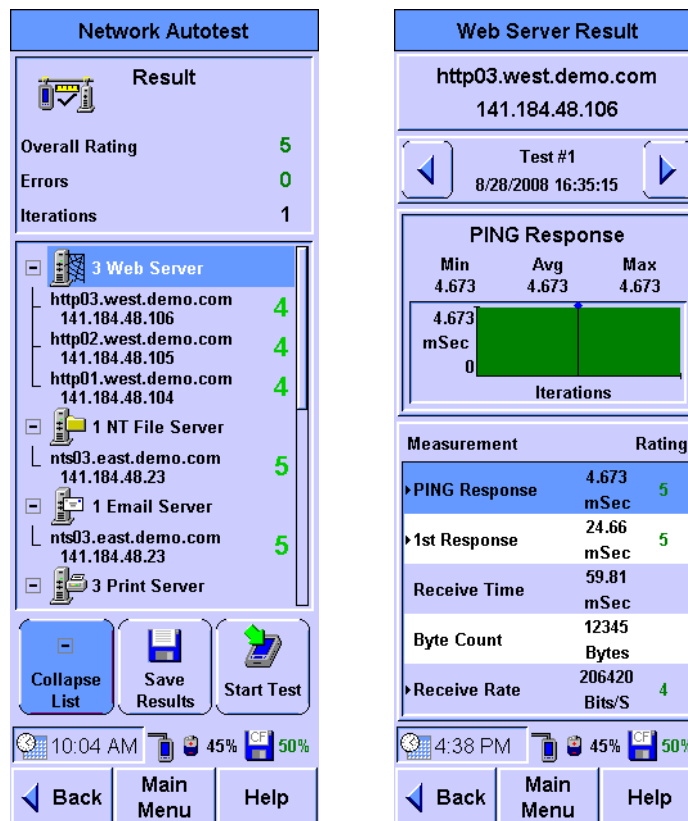 Network Autotest
Result
Overall Rating 5
Errors 0
Iterations 1
3 Web Server
http03.west.demo.com
141.184.48.106
4
http02.west.demo.com
141.184.48.105
4
http01.west.demo.com
141.184.48.104
4
1 NT File Server
nts03.east.demo.com
141.184.48.23
5
1 Email Server
nts03.east.demo.com
141.184.48.23
5
3 Print Server
Collapse
List
Save
Results
Start Test
10:04 AM 45% CF 50%
Back
Main
Menu
Help
Web Server Result
http03.west.demo.com
141.184.48.106
Test #1
8/28/2008 16:35:15
PING Response
Min Avg Max
4.673 4.673 4.673
4.673
mSec
0
Iterations
Measurement Rating
PING Response 4.673 mSec 5
1st Response 24.66 mSec 5
Receive Time 59.81 mSec
Byte Count 12345 Bytes
Receive Rate 206420 Bits/S 4
4:38 PM 45% CF 50%
Back
Main
Menu
Help